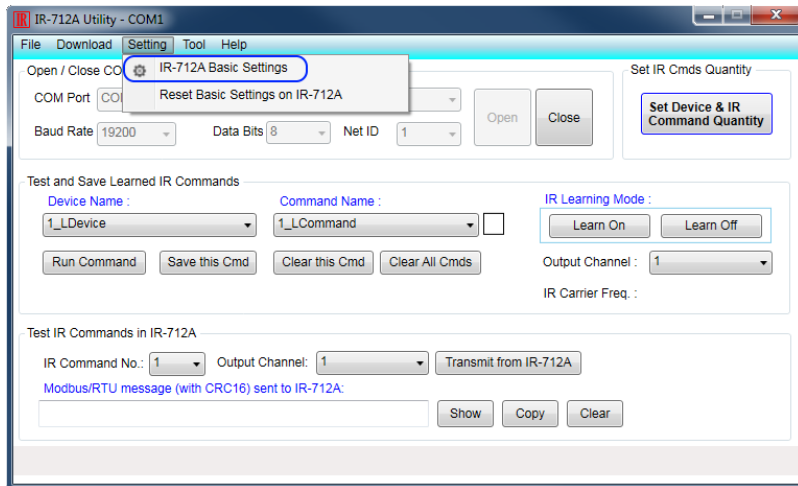 IR IR-712A Utility - COM1
File Download Setting Tool Help
Open / Close CO
IR-712A Basic Settings
Reset Basic Settings on IR-712A
Set IR Cmds Quantity
COM Port CO
Open Close
Set Device & IR
Command Quantity
Baud Rate 19200 Data Bits 8 Net ID 1
Test and Save Learned IR Commands
Device Name : Command Name : IR Learning Mode :
1_LDevice 1_LCommand Learn On Learn Off
Run Command Save this Cmd Clear this Cmd Clear All Cmds Output Channel : 1
IR Carrier Freq. :
Test IR Commands in IR-712A
IR Command No.: 1 Output Channel: 1 Transmit from IR-712A
Modbus/RTU message (with CRC16) sent to IR-712A:
Show Copy Clear